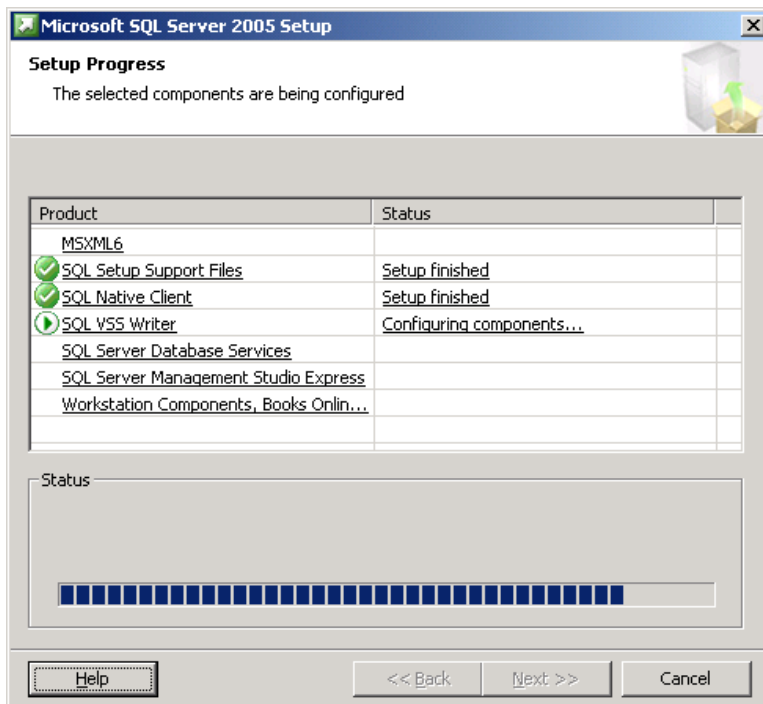 Microsoft SQL Server 2005 Setup
Setup Progress
The selected components are being configured
Product Status
MSXML6
SQL Setup Support Files Setup finished
SQL Native Client Setup finished
SQL VSS Writer Configuring components...
SQL Server Database Services
SQL Server Management Studio Express
Workstation Components, Books Onlin...
Status
Help << Back Next >> Cancel